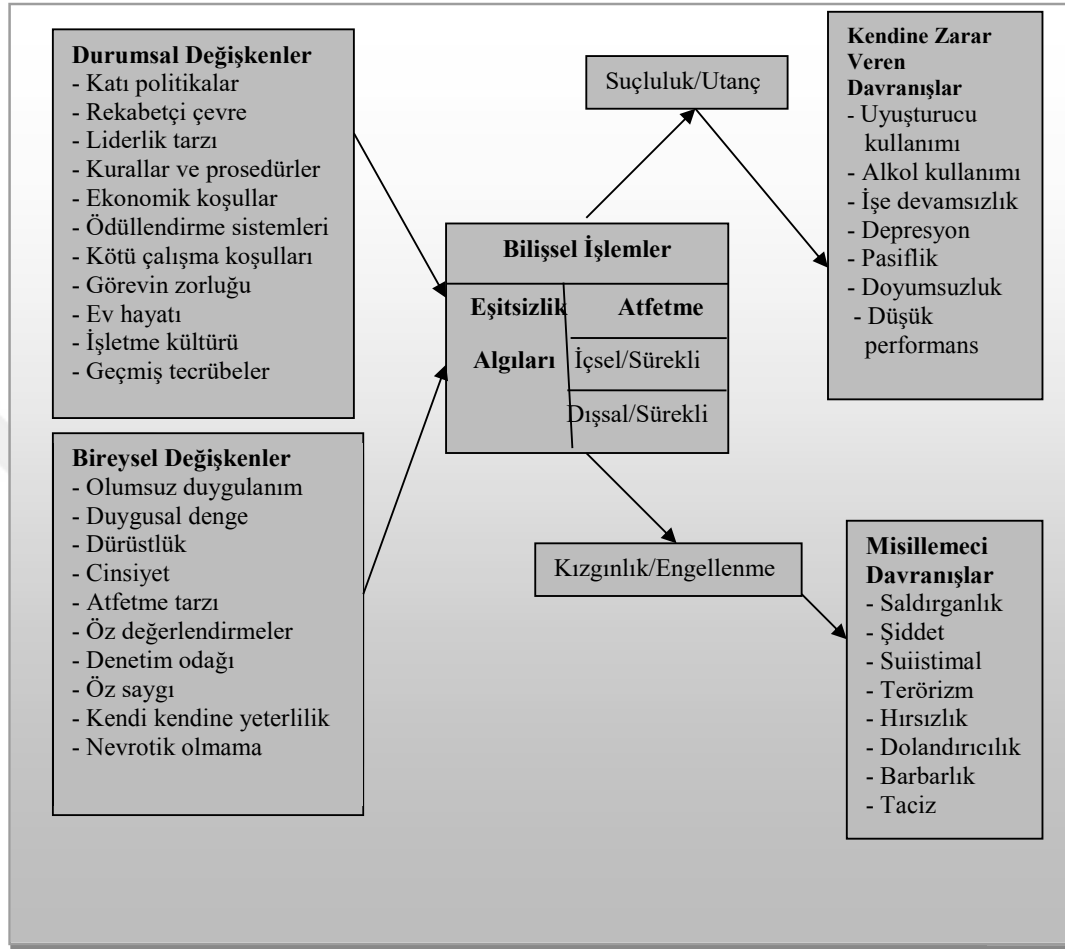 Durumsal Değişkenler
- Katı politikalar
- Rekabetçi çevre
- Liderlik tarzı
- Kurallar ve prosedürler
- Ekonomik koşullar
- Ödüllendirme sistemleri
- Kötü çalışma koşulları
- Görevin zorluğu
- Ev hayatı
- İşletme kültürü
- Geçmiş tecrübeler
Bireysel Değişkenler
- Olumsuz duygulanım
- Duygusal denge
- Dürüstlük
- Cinsiyet
- Atfetme tarzı
- Öz değerlendirmeler
- Denetim odağı
- Öz saygı
- Kendi kendine yeterlilik
- Nevrotik olmama
Bilişsel İşlemler
Eşitsizlik
Algıları
Atfetme
İçsel/Sürekli
Dışsal/Sürekli
Suçluluk/Utanç
Kızgınlık/Engellenme
Kendine Zarar
Veren
Davranışlar
- Uyuşturucu
kullanımı
- Alkol kullanımı
- İşe devamsızlık
- Depresyon
- Pasiflik
- Doyumsuzluk
- Düşük
performans
Misillemeci
Davranışlar
- Saldırganlık
- Şiddet
- Suiistimal
- Terörizm
- Hırsızlık
- Dolandırıcılık
- Barbarlık
- Taciz